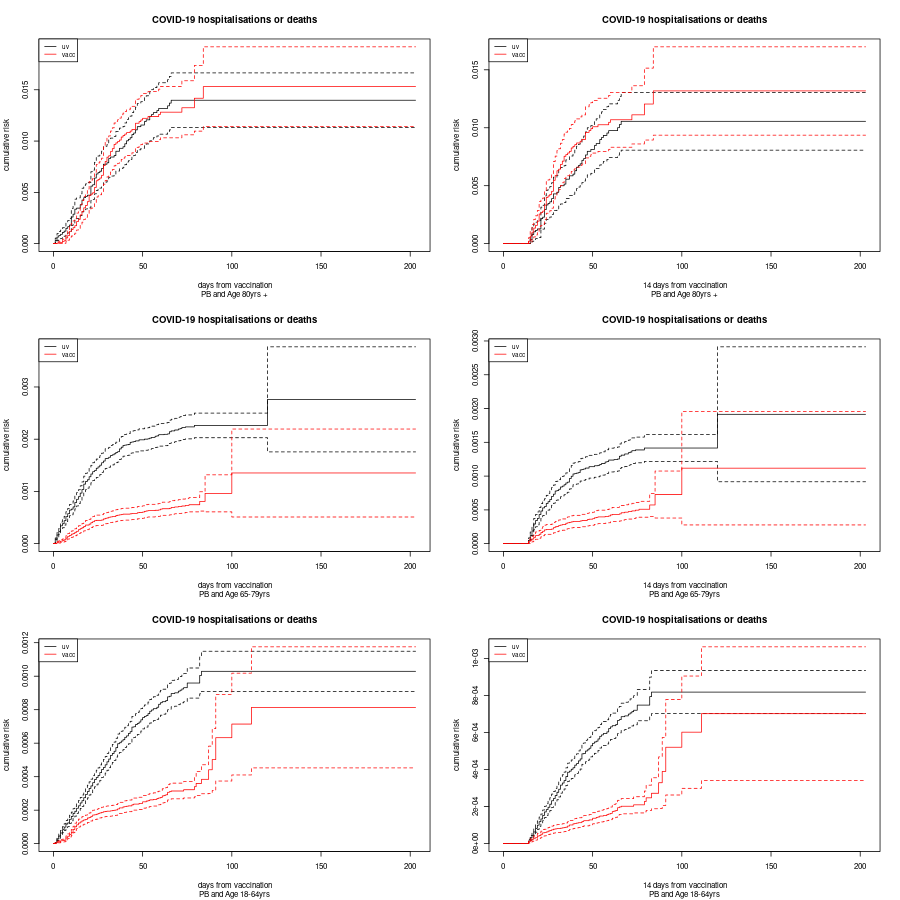 COVID-19 hospitalisations or deaths
uv
vacc
cumulative risk
0.000 0.005 0.010 0.015
0 50 100 150 200
days from vaccination
PB and Age 80yrs +
COVID-19 hospitalisations or deaths
uv
vacc
cumulative risk
0.000 0.005 0.010 0.015
0 50 100 150 200
14 days from vaccination
PB and Age 80yrs +
COVID-19 hospitalisations or deaths
uv
vacc
cumulative risk
0.000 0.001 0.002 0.003
0 50 100 150 200
days from vaccination
PB and Age 65-79yrs
COVID-19 hospitalisations or deaths
uv
vacc
cumulative risk
0.0000 0.0005 0.0010 0.0015 0.0020 0.0025 0.0030
0 50 100 150 200
14 days from vaccination
PB and Age 65-79yrs
COVID-19 hospitalisations or deaths
uv
vacc
cumulative risk
0.0000 0.0002 0.0004 0.0006 0.0008 0.0010 0.0012
0 50 100 150 200
days from vaccination
PB and Age 18-64yrs
COVID-19 hospitalisations or deaths
uv
vacc
cumulative risk
0e+00 2e-04 4e-04 6e-04 8e-04 1e-03
0 50 100 150 200
14 days from vaccination
PB and Age 18-64yrs